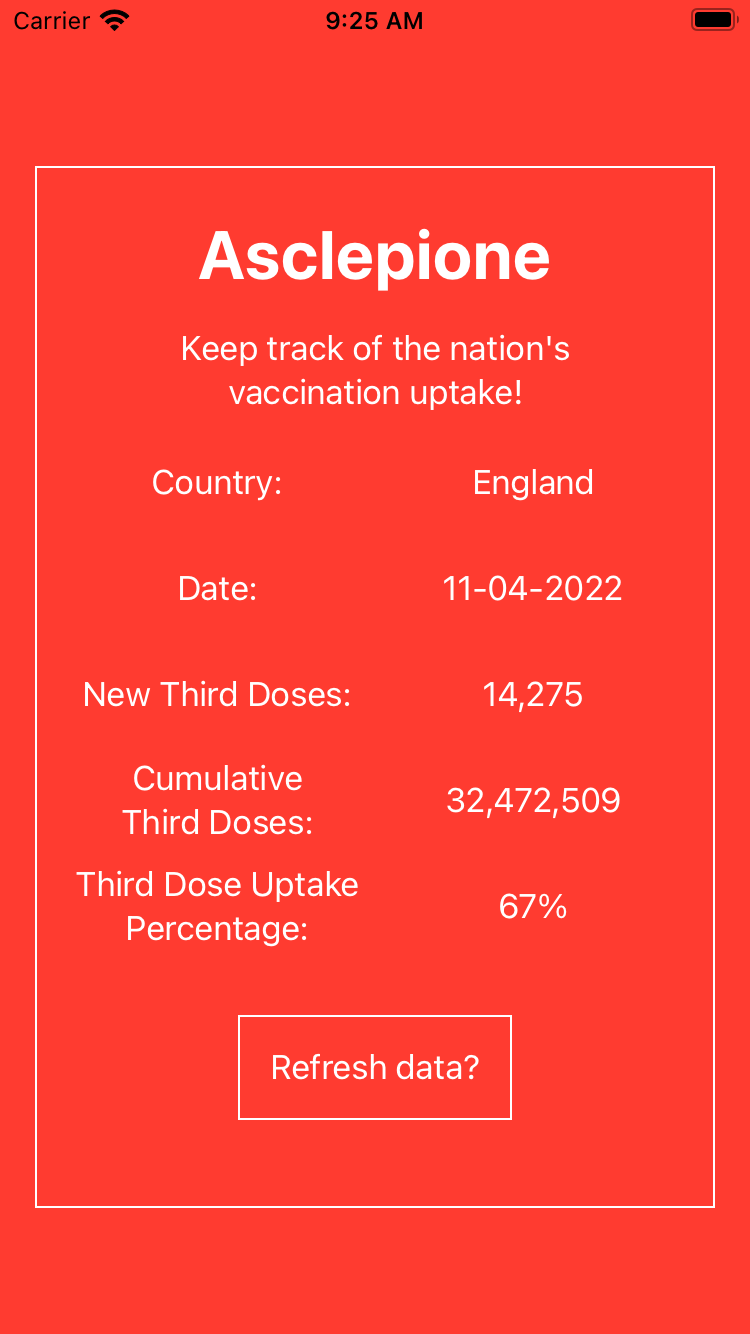 Carrier 9:25 AM
Asclepione
Keep track of the nation's
vaccination uptake!
Country: England
Date: 11-04-2022
New Third Doses: 14,275
Cumulative
Third Doses: 32,472,509
Third Dose Uptake
Percentage: 67%
Refresh data?